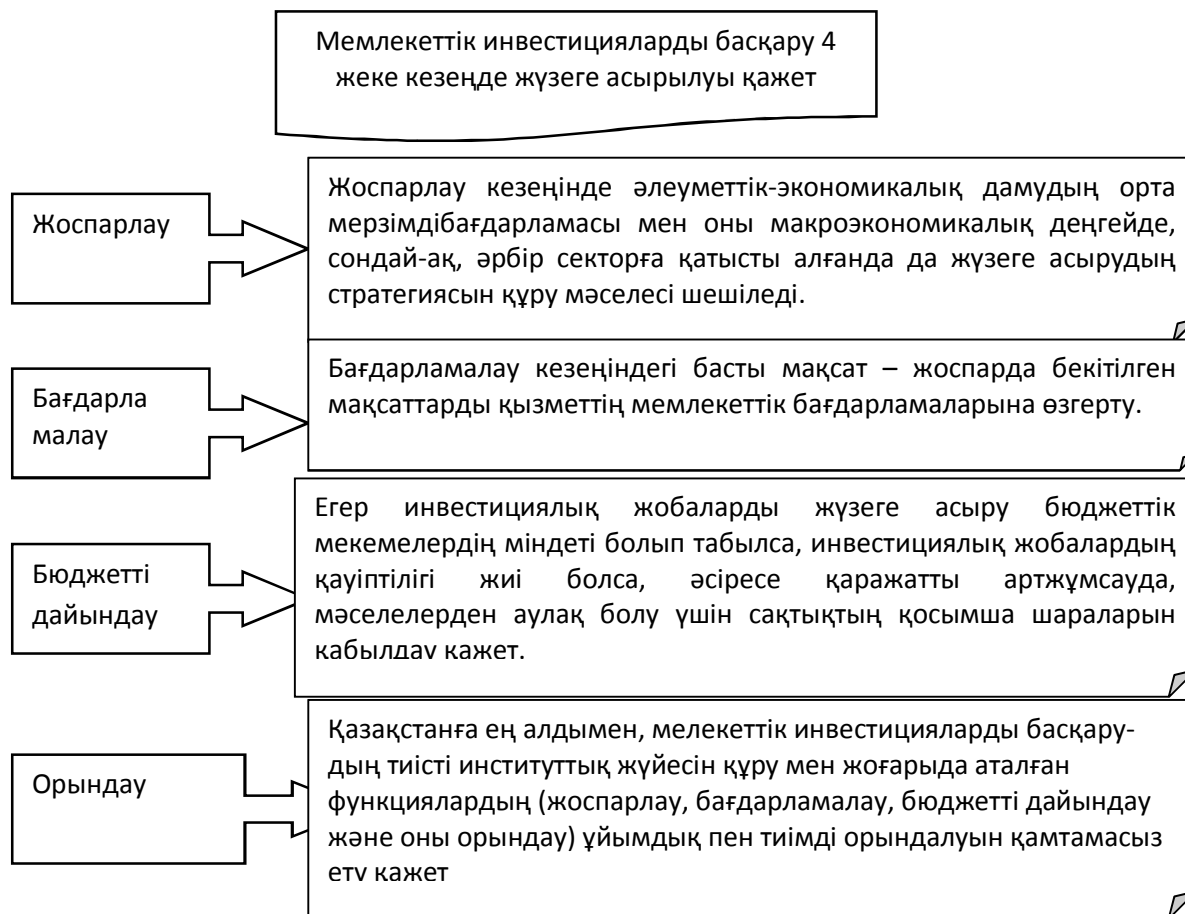 Мемлекеттік инвестицияларды басқару 4
жеке кезеңде жүзеге асырылуы қажет
Жоспарлау
Жоспарлау кезеңінде әлеуметтік-экономикалық дамудың орта
мерзімдібағдарламасы мен оны макроэкономикалық деңгейде,
сондай-ақ, әрбір секторға қатысты алғанда да жүзеге асырудың
стратегиясын құру мәселесі шешіледі.
Бағдарла
малау
Бағдарламалау кезеңіндегі басты мақсат – жоспарда бекітілген
мақсаттарды қызметтің мемлекеттік бағдарламаларына өзгерту.
Бюджетті
дайындау
Егер инвестициялық жобаларды жүзеге асыру бюджеттік
мекемелердің міндеті болып табылса, инвестициялық жобалардың
қауіптілігі жиі болса, әсіресе қаражатты артжұмсауда,
мәселелерден аулақ болу үшін сақтықтың қосымша шараларын
қабылдау қажет.
Орындау
Қазақстанға ең алдымен, мелекеттік инвестицияларды басқару-
дың тиісті институттық жүйесін құру мен жоғарыда аталған
функциялардың (жоспарлау, бағдарламалау, бюджетті дайындау
және оны орындау) ұйымдық пен тиімді орындалуын қамтамасыз
ету қажет